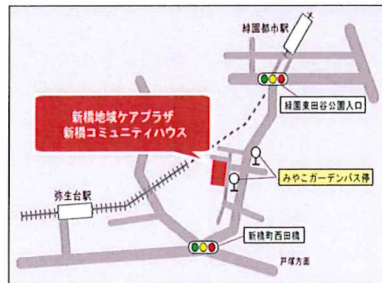 緑園都市駅
緑園東田谷公園入口
新橋地域ケアプラザ
新橋コミュニティハウス
みやこガーデンバス停
弥生台駅
新橋町西田橋
戸塚方面